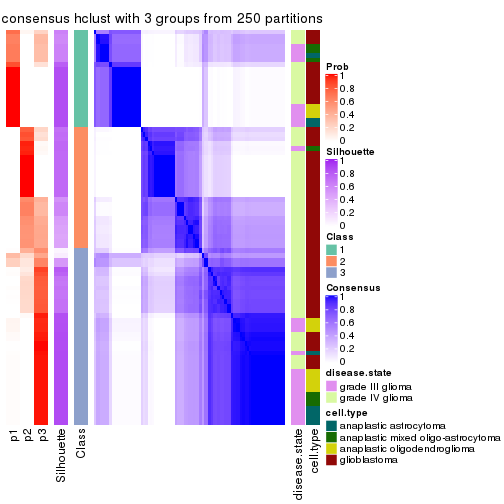 consensus hclust with 3 groups from 250 partitions
Prob
1
0.8
0.6
0.4
0.2
0
Silhouette
1
0.8
0.6
0.4
0.2
0
Class
1
2
3
Consensus
1
0.8
0.6
0.4
0.2
0
disease.state
grade III glioma
grade IV glioma
cell.type
anaplastic astrocytoma
anaplastic mixed oligo-astrocytoma
anaplastic oligodendroglioma
glioblastoma
p1
p2
p3
Silhouette
Class
disease.state
cell.type